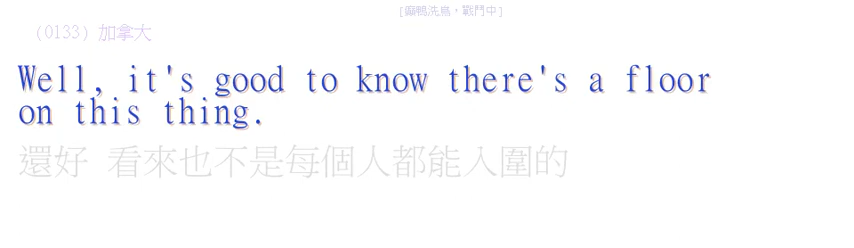 [癲鴨洗鳥‧戰鬥中]
(0133) 加拿大
Well, it's good to know there's a floor
on this thing.
還好 看來也不是每個人都能入圍的